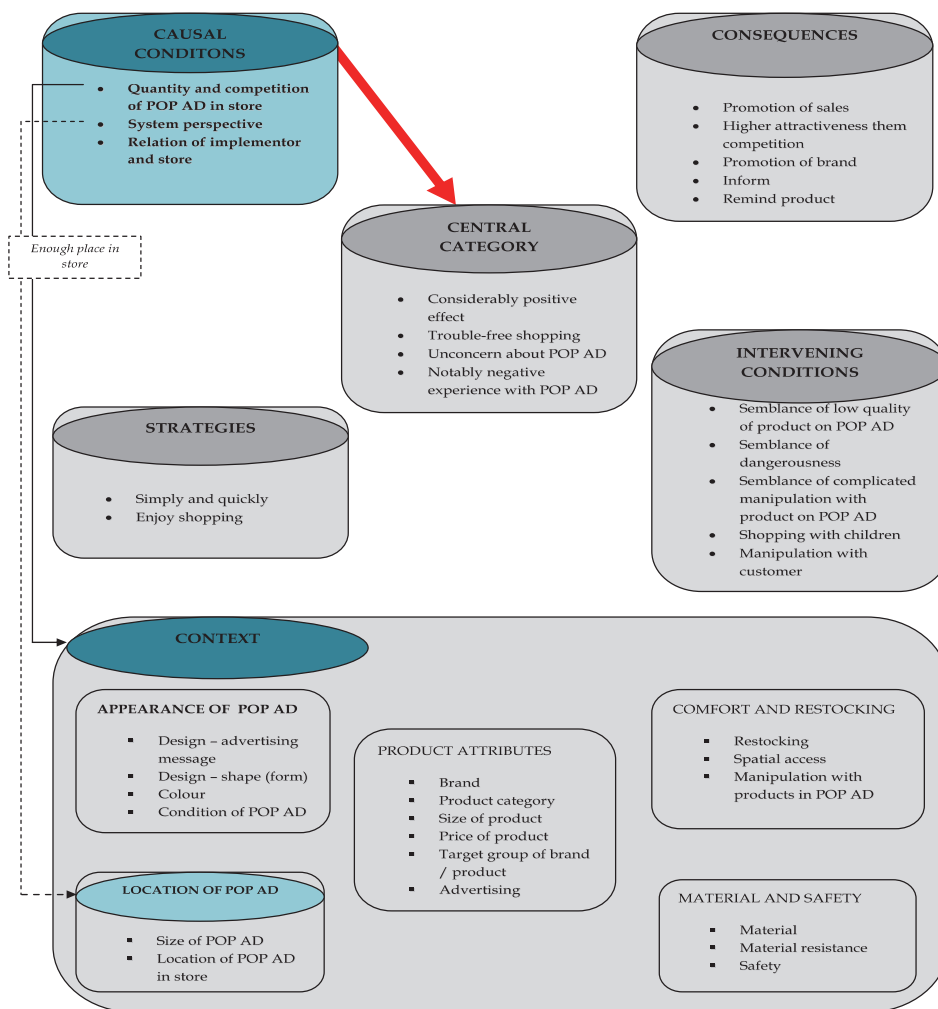 CAUSAL
CONDITONS
• Quantity and competition
of POP AD in store
• System perspective
• Relation of implementor
and store
CONSEQUENCES
• Promotion of sales
• Higher attractiveness them
competition
• Promotion of brand
• Inform
• Remind product
Enough place in
store
CENTRAL
CATEGORY
• Considerably positive
effect
• Trouble-free shopping
• Unconcern about POP AD
• Notably negative
experience with POP AD
INTERVENING
CONDITIONS
• Semblance of low quality
of product on POP AD
• Semblance of
dangerousness
• Semblance of complicated
manipulation with
product on POP AD
• Shopping with children
• Manipulation with
customer
STRATEGIES
• Simply and quickly
• Enjoy shopping
CONTEXT
APPEARANCE OF POP AD
▪ Design – advertising
message
▪ Design – shape (form)
▪ Colour
▪ Condition of POP AD
PRODUCT ATTRIBUTES
▪ Brand
▪ Product category
▪ Size of product
▪ Price of product
▪ Target group of brand
/ product
▪ Advertising
COMFORT AND RESTOCKING
▪ Restocking
▪ Spatial access
▪ Manipulation with
products in POP AD
LOCATION OF POP AD
▪ Size of POP AD
▪ Location of POP AD
in store
MATERIAL AND SAFETY
▪ Material
▪ Material resistance
▪ Safety